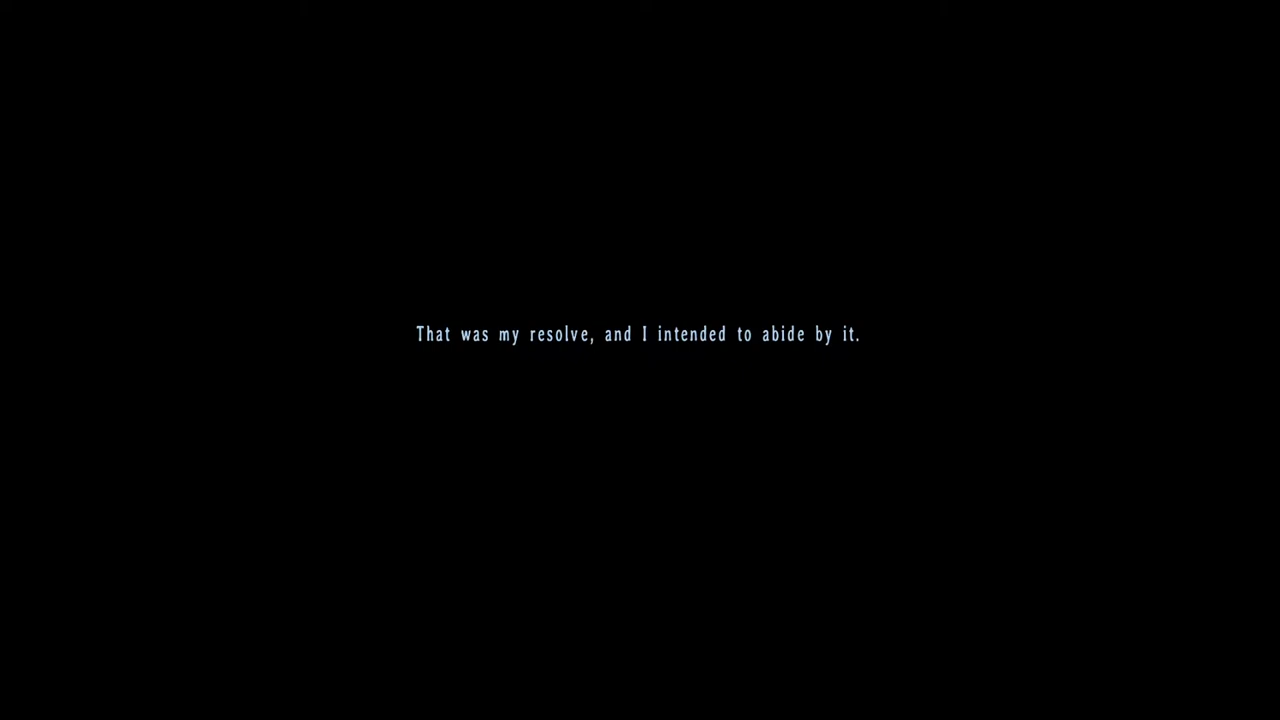 That was my resolve, and I intended to abide by it.